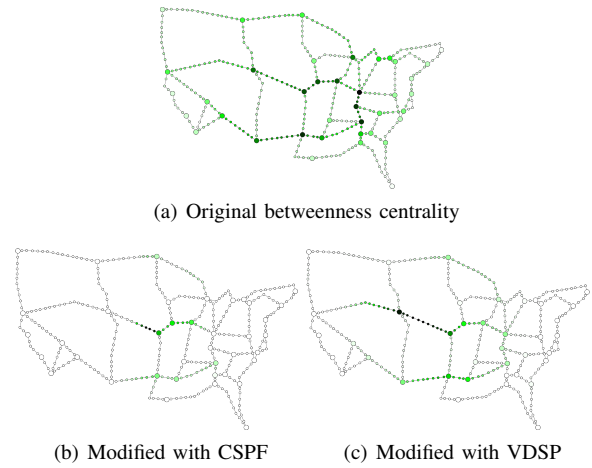 (a) Original betweenness centrality
(b) Modified with CSPF
(c) Modified with VDSP